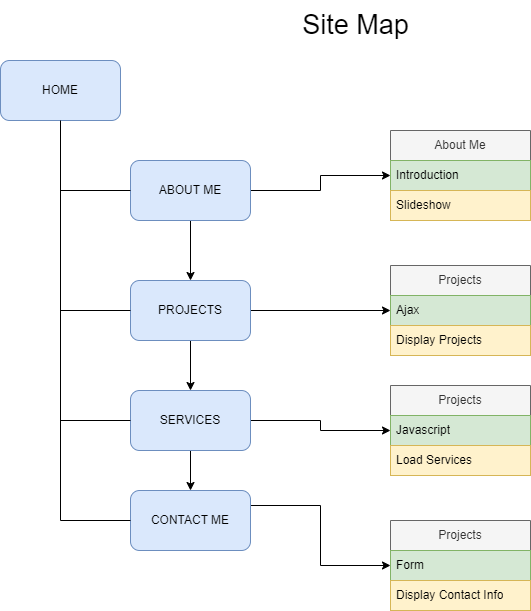 Site Map
HOME
ABOUT ME
About Me
Introduction
Slideshow
PROJECTS
Projects
Ajax
Display Projects
SERVICES
Projects
Javascript
Load Services
CONTACT ME
Projects
Form
Display Contact Info